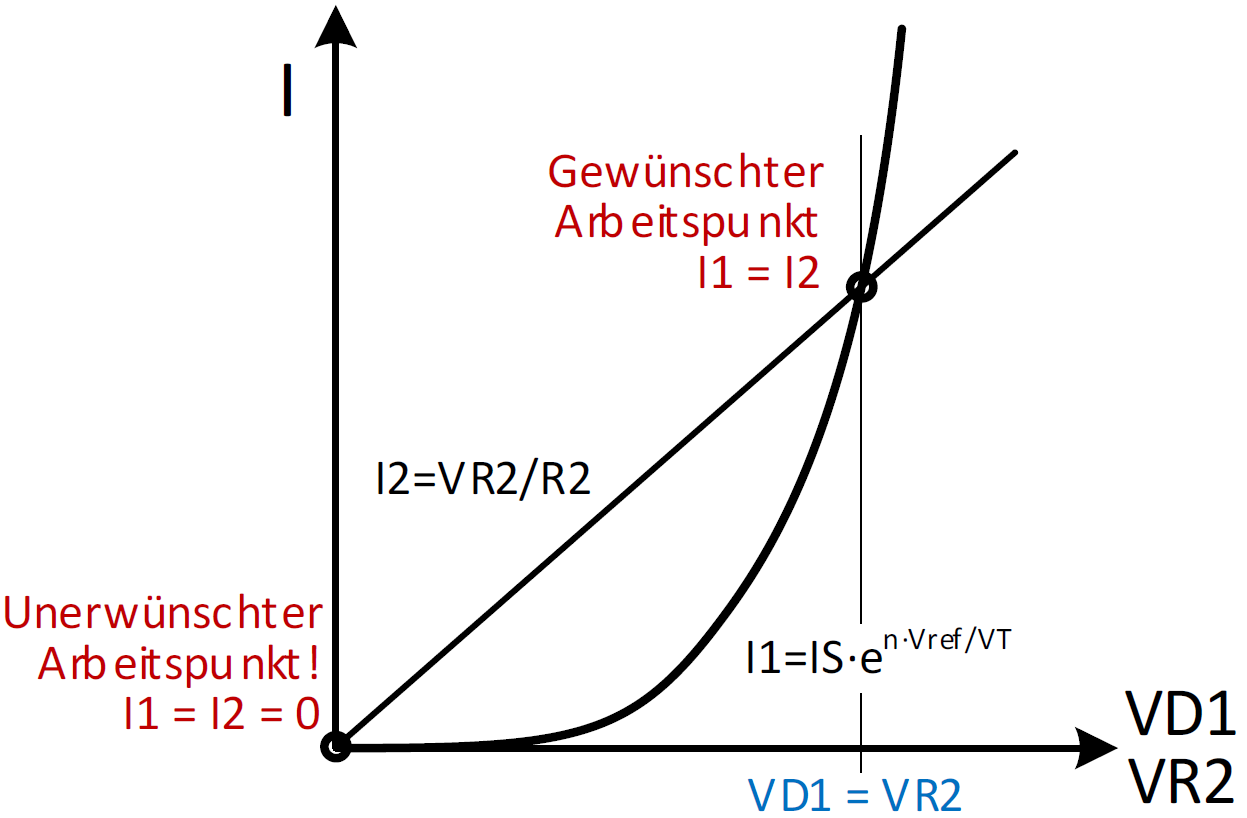 I
Gewünschter
Arbeitspunkt
I1 = I2
I2=VR2/R2
Unerwünschter
Arbeitspunkt!
I1 = I2 = 0
I1=IS·e^n·Vref/VT
VD1
VR2
VD1 = VR2